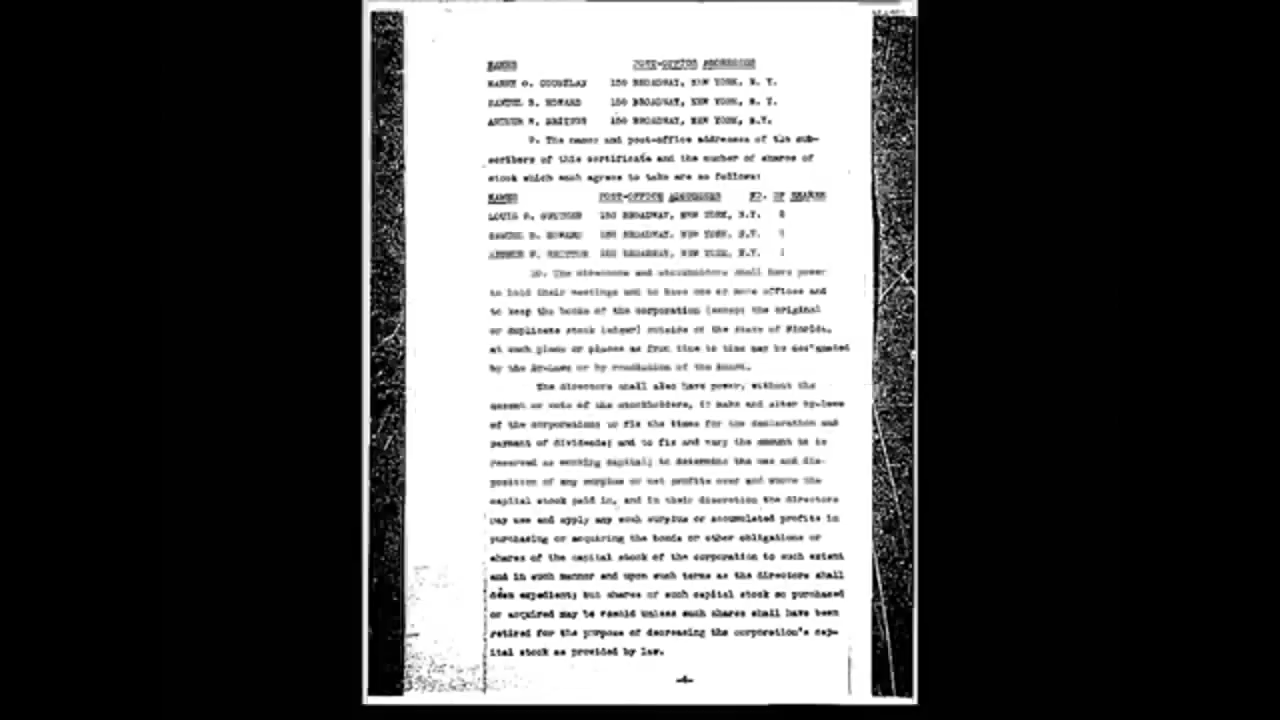 NAMES POST-OFFICE ADDRESSES
HARRY O. 150 BROADWAY, NEW YORK, N. Y.
SAMUEL B. HOWARD 150 BROADWAY, NEW YORK, N. Y.
ARTHUR W. BRITTON 150 BROADWAY, NEW YORK, N.Y.
9. The names and post-office addresses of the sub-
scribers of this certificate and the number of shares of
stock which each agrees to take are as follows:
NAMES POST-OFFICE ADDRESSES NO. OF SHARES
LOUIS 150 BROADWAY, NEW YORK, N.Y.
SAMUEL B. HOWARD 150 BROADWAY, NEW YORK, N.Y.
ARTHUR W. BRITTON 150 BROADWAY, NEW YORK, N.Y.
10. The directors and stockholders shall have power
to hold their meetings and to have one or more offices and
to keep the books of the corporation (except the original
or duplicate stock ledger) outside of the State of Florida,
at such place or places as from time to time may be designated
by the By-Laws or by resolution of the Board.
The directors shall also have power, without the
assent or vote of the stockholders, to make and alter by-laws
of the corporation; to fix the times for the declaration and
payment of dividends; and to fix and vary the amount to be
reserved as working capital; to determine the use and dis-
position of any surplus or net profits over and above the
capital stock paid in, and in their discretion the directors
may use and apply any such surplus or accumulated profits in
purchasing or acquiring the bonds or other obligations or
shares of the capital stock of the corporation to such extent
and in such manner and upon such terms as the directors shall
deem expedient; but shares of such capital stock so purchased
or acquired may be resold unless such shares shall have been
retired for the purpose of decreasing the corporation's cap-
ital stock as provided by law.